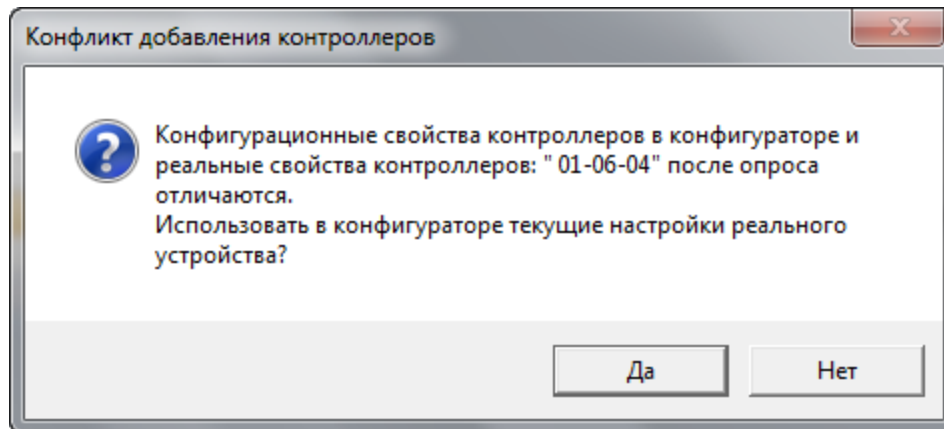 Конфликт добавления контроллеров
Конфигурационные свойства контроллеров в конфигураторе и
реальные свойства контроллеров: " 01-06-04" после опроса
отличаются.
Использовать в конфигураторе текущие настройки реального
устройства?
Да Нет